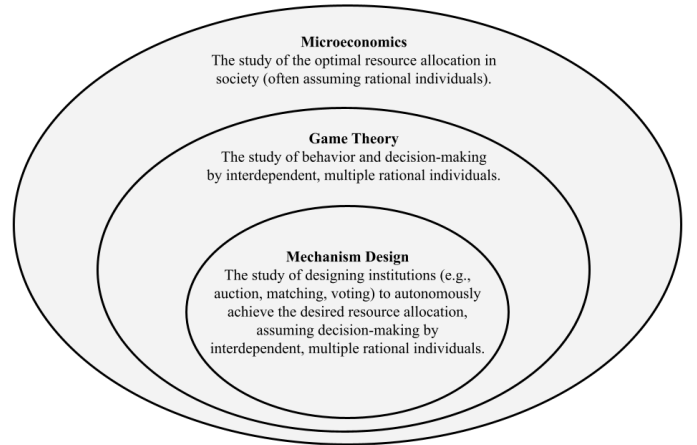 Microeconomics
The study of the optimal resource allocation in
society (often assuming rational individuals).
Game Theory
The study of behavior and decision-making
by interdependent, multiple rational individuals.
Mechanism Design
The study of designing institutions (e.g.,
auction, matching, voting) to autonomously
achieve the desired resource allocation,
assuming decision-making by
interdependent, multiple rational individuals.